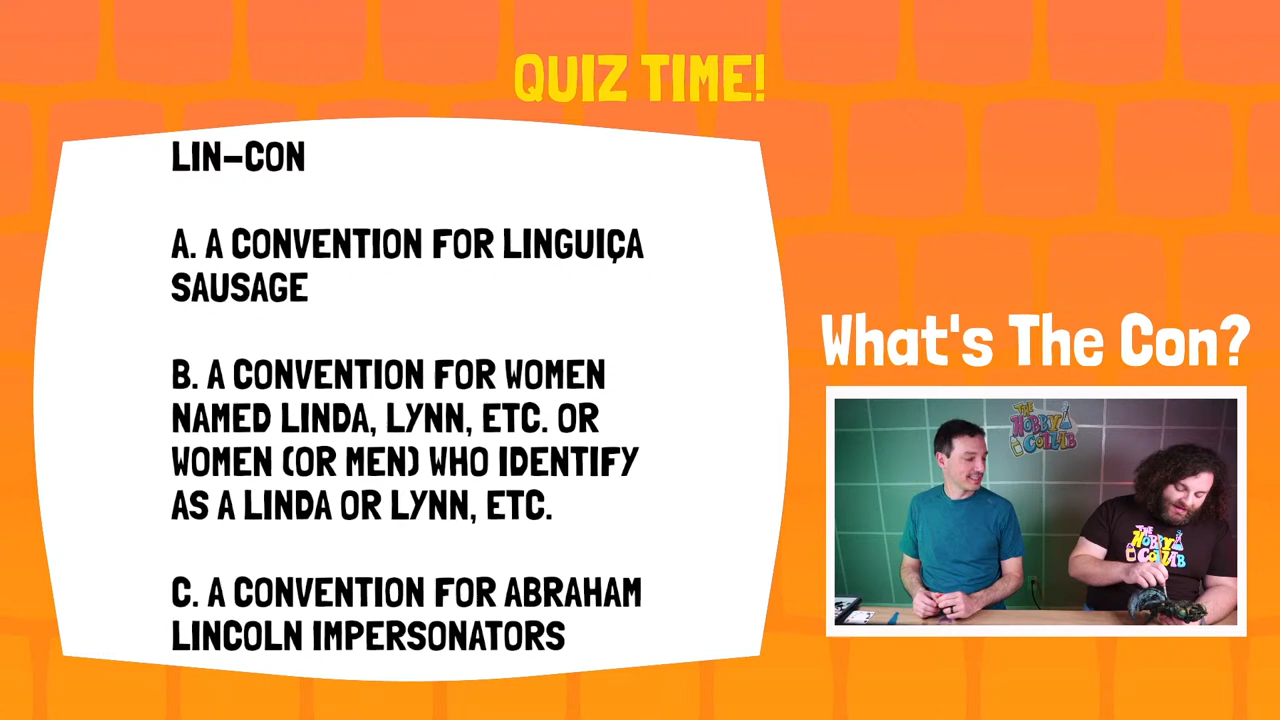 QUIZ TIME!
LIN-CON
A. A CONVENTION FOR LINGUIÇA
SAUSAGE
B. A CONVENTION FOR WOMEN
NAMED LINDA, LYNN, ETC. OR
WOMEN (OR MEN) WHO IDENTIFY
AS A LINDA OR LYNN, ETC.
C. A CONVENTION FOR ABRAHAM
LINCOLN IMPERSONATORS
What's The Con?
THE
HOBBY
COLLAB
THE
HOBBY
COLLAB